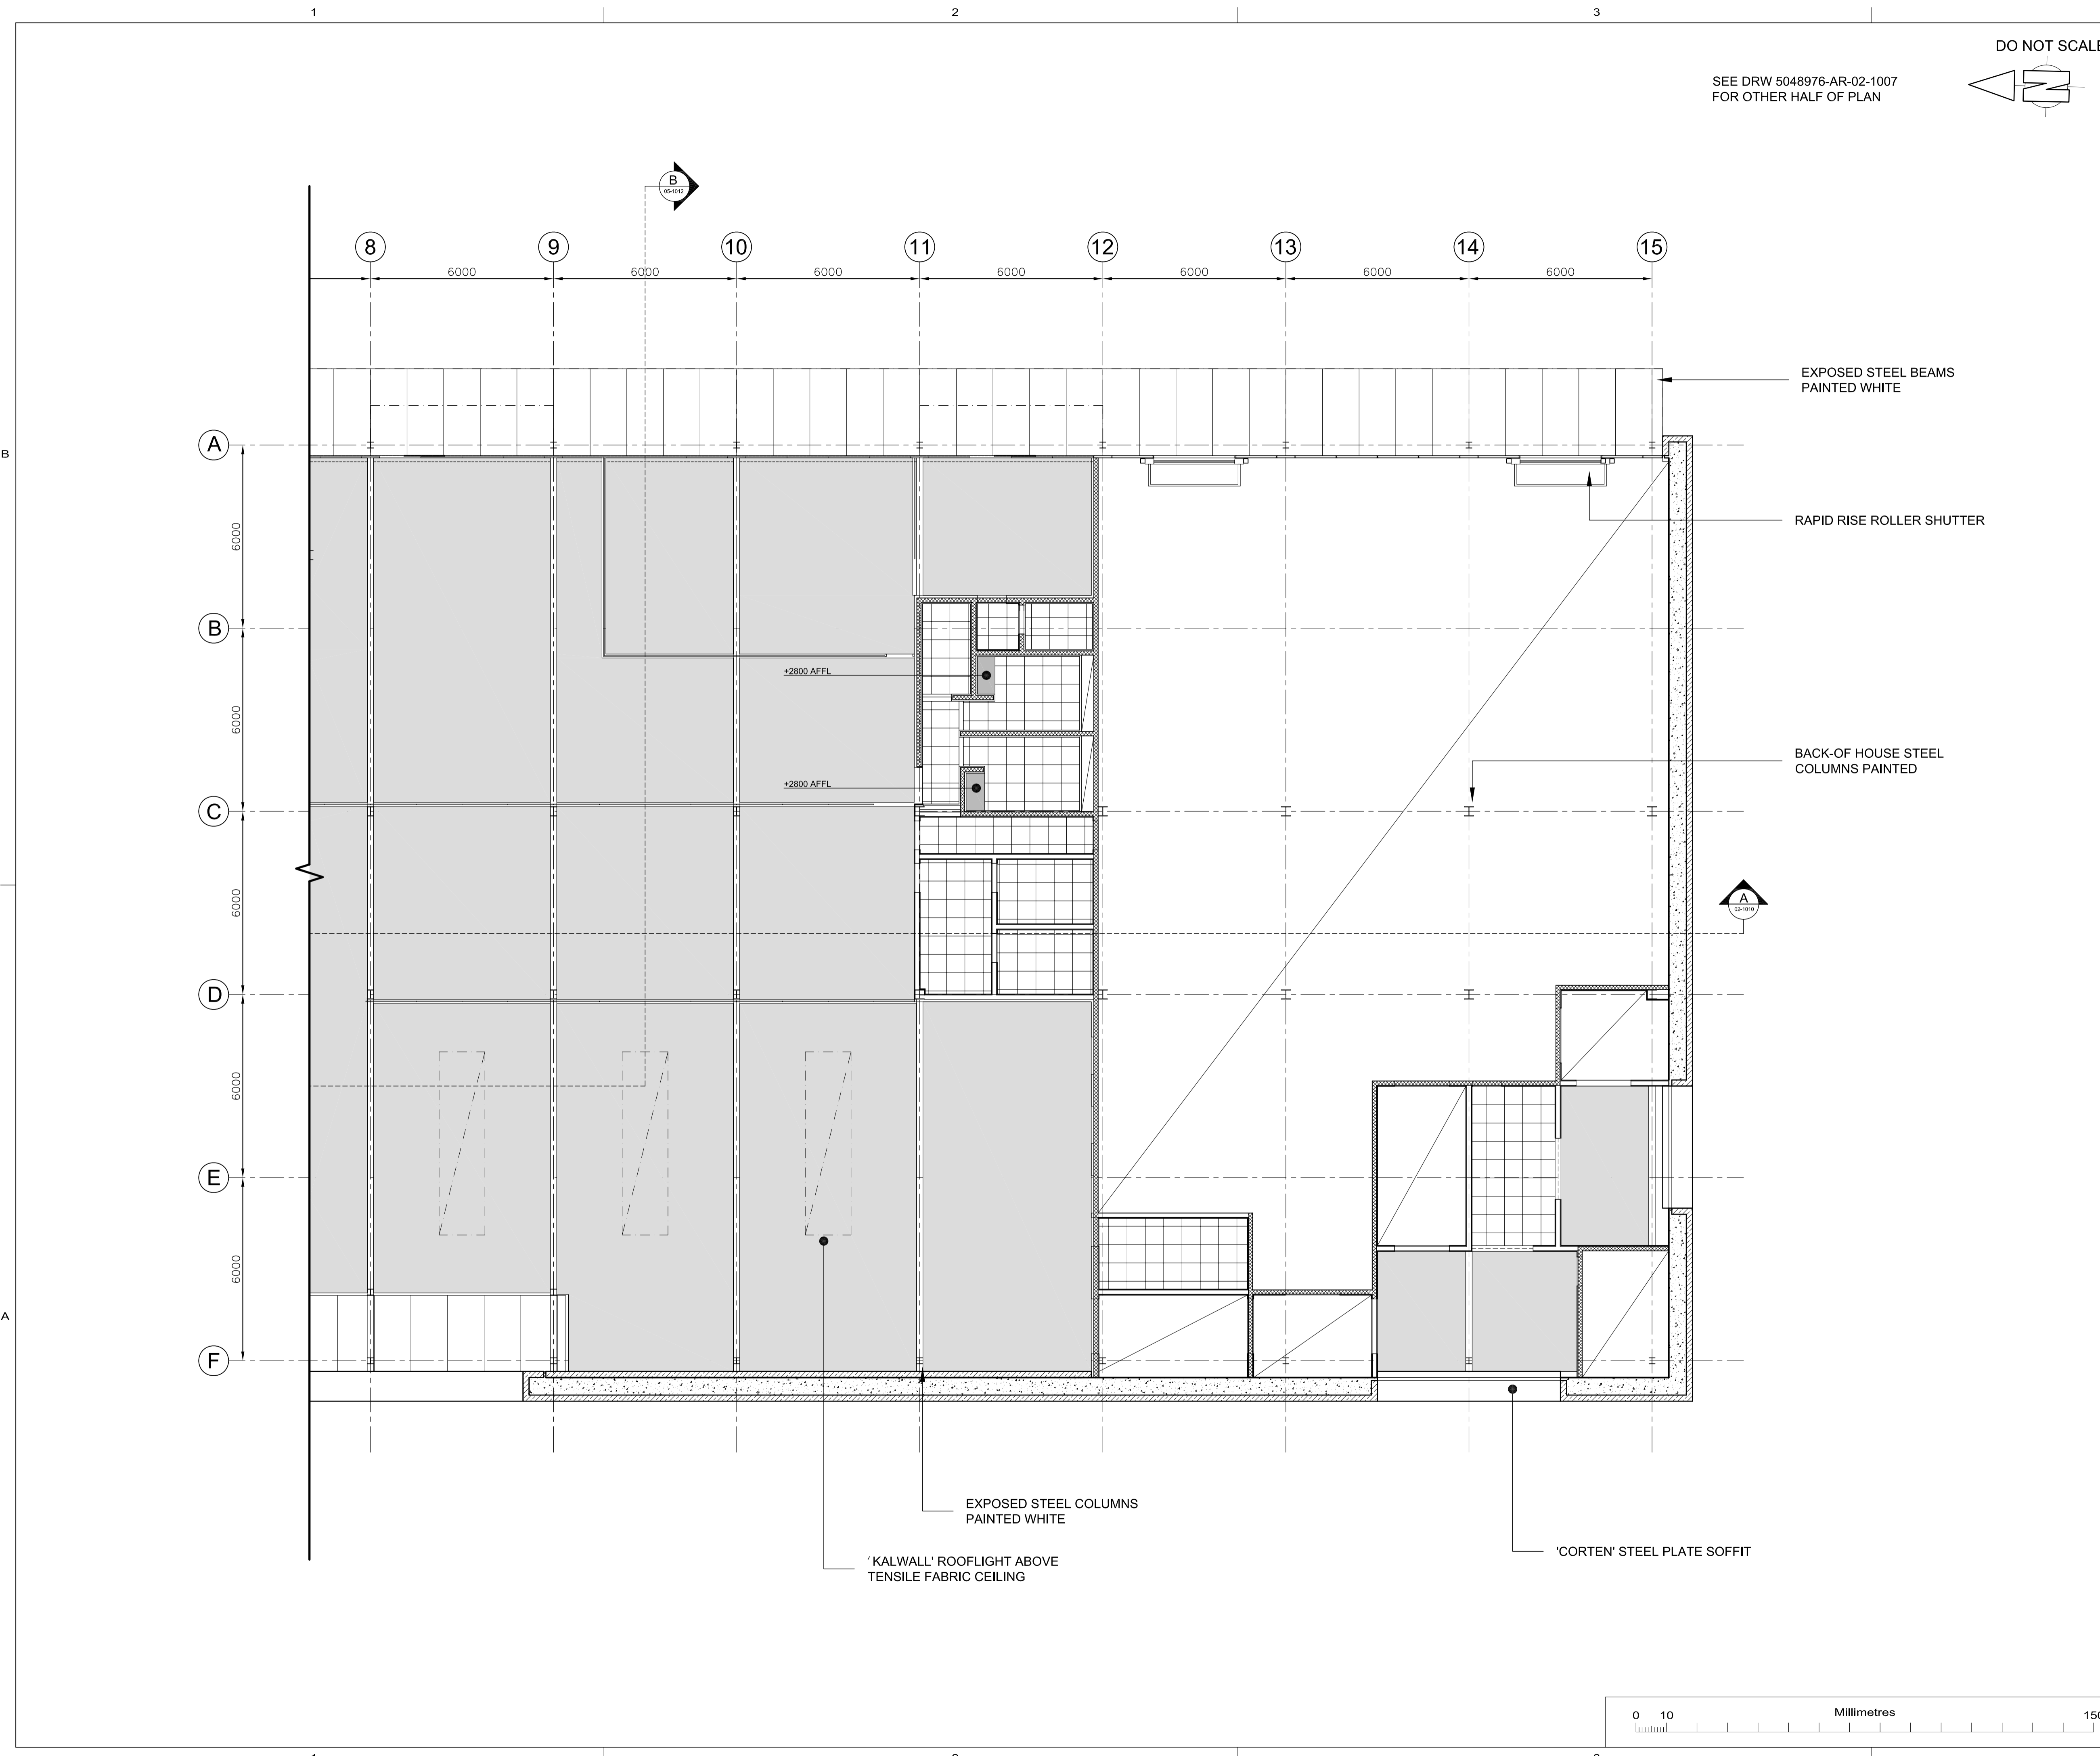 1
2
3
DO NOT SCALE
SEE DRW 5048976-AR-02-1007
FOR OTHER HALF OF PLAN
N
B
05-1012
8
9
10
11
12
13
14
15
6000
6000
6000
6000
6000
6000
6000
EXPOSED STEEL BEAMS
PAINTED WHITE
A
B
6000
RAPID RISE ROLLER SHUTTER
B
+2800 AFFL
6000
BACK-OF HOUSE STEEL
COLUMNS PAINTED
+2800 AFFL
C
6000
A
02-1010
D
6000
E
6000
A
F
EXPOSED STEEL COLUMNS
PAINTED WHITE
'KALWALL' ROOFLIGHT ABOVE
TENSILE FABRIC CEILING
'CORTEN' STEEL PLATE SOFFIT
0 10 Millimetres 150